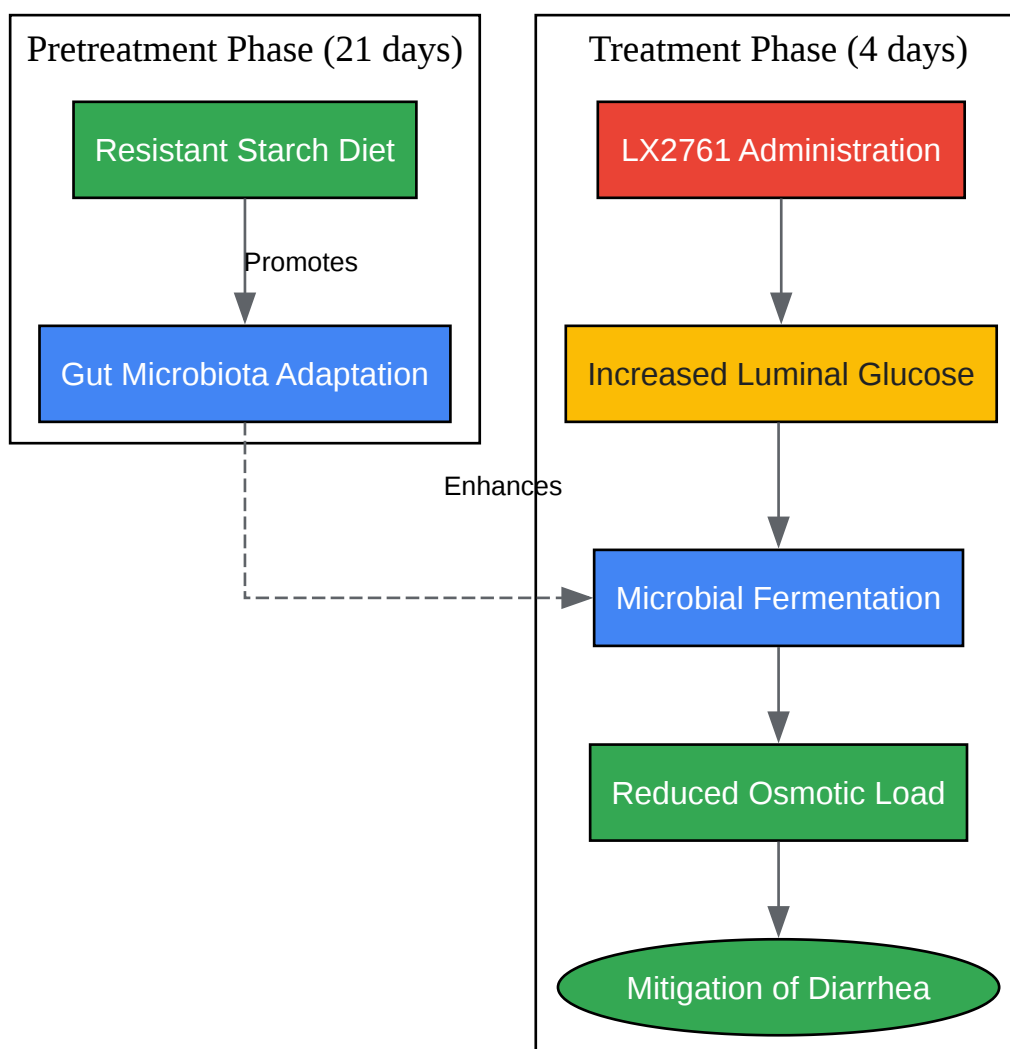 Pretreatment Phase (21 days)
Resistant Starch Diet
Promotes
Gut Microbiota Adaptation
Enhances
Treatment Phase (4 days)
LX2761 Administration
Increased Luminal Glucose
Microbial Fermentation
Reduced Osmotic Load
Mitigation of Diarrhea